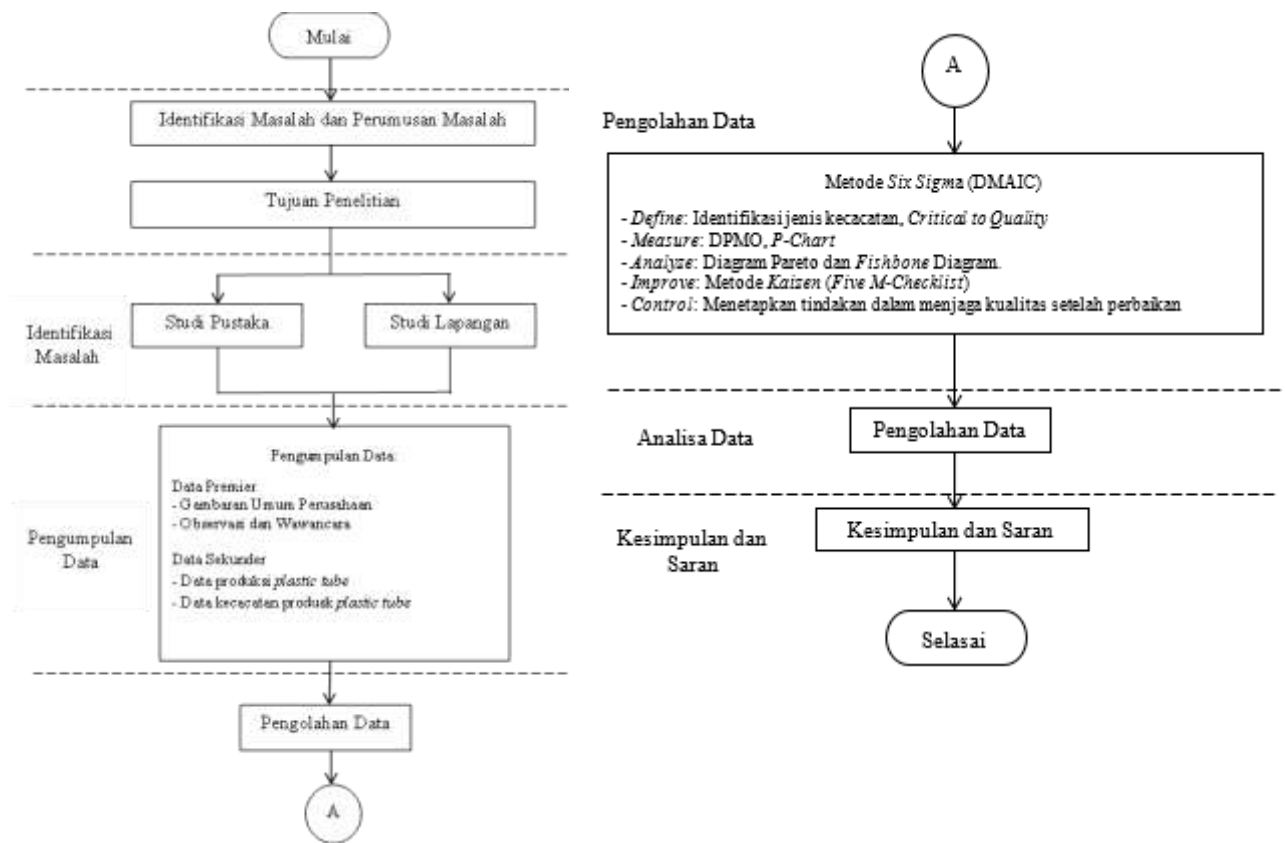 Mulai
Identifikasi Masalah dan Perumusan Masalah
Tujuan Penelitian
Studi Pustaka
Studi Lapangan
Identifikasi
Masalah
Pengumpulan Data:
Data Premier
- Gambaran Umum Perusahaan
- Observasi dan Wawancara
Data Sekunder
- Data produksi plastic tube
- Data kecacatan produsk plastic tube
Pengumpulan
Data
Pengolahan Data
A
A
Pengolahan Data
Metode Six Sigma (DMAIC)
- Define: Identifikasi jenis kecacatan, Critical to Quality
- Measure: DPMO, P-Chart
- Analyze: Diagram Pareto dan Fishbone Diagram.
- Improve: Metode Kaizen (Five M-Checklist)
- Control: Menetapkan tindakan dalam menjaga kualitas setelah perbaikan
Analisa Data
Pengolahan Data
Kesimpulan dan
Saran
Kesimpulan dan Saran
Selasai